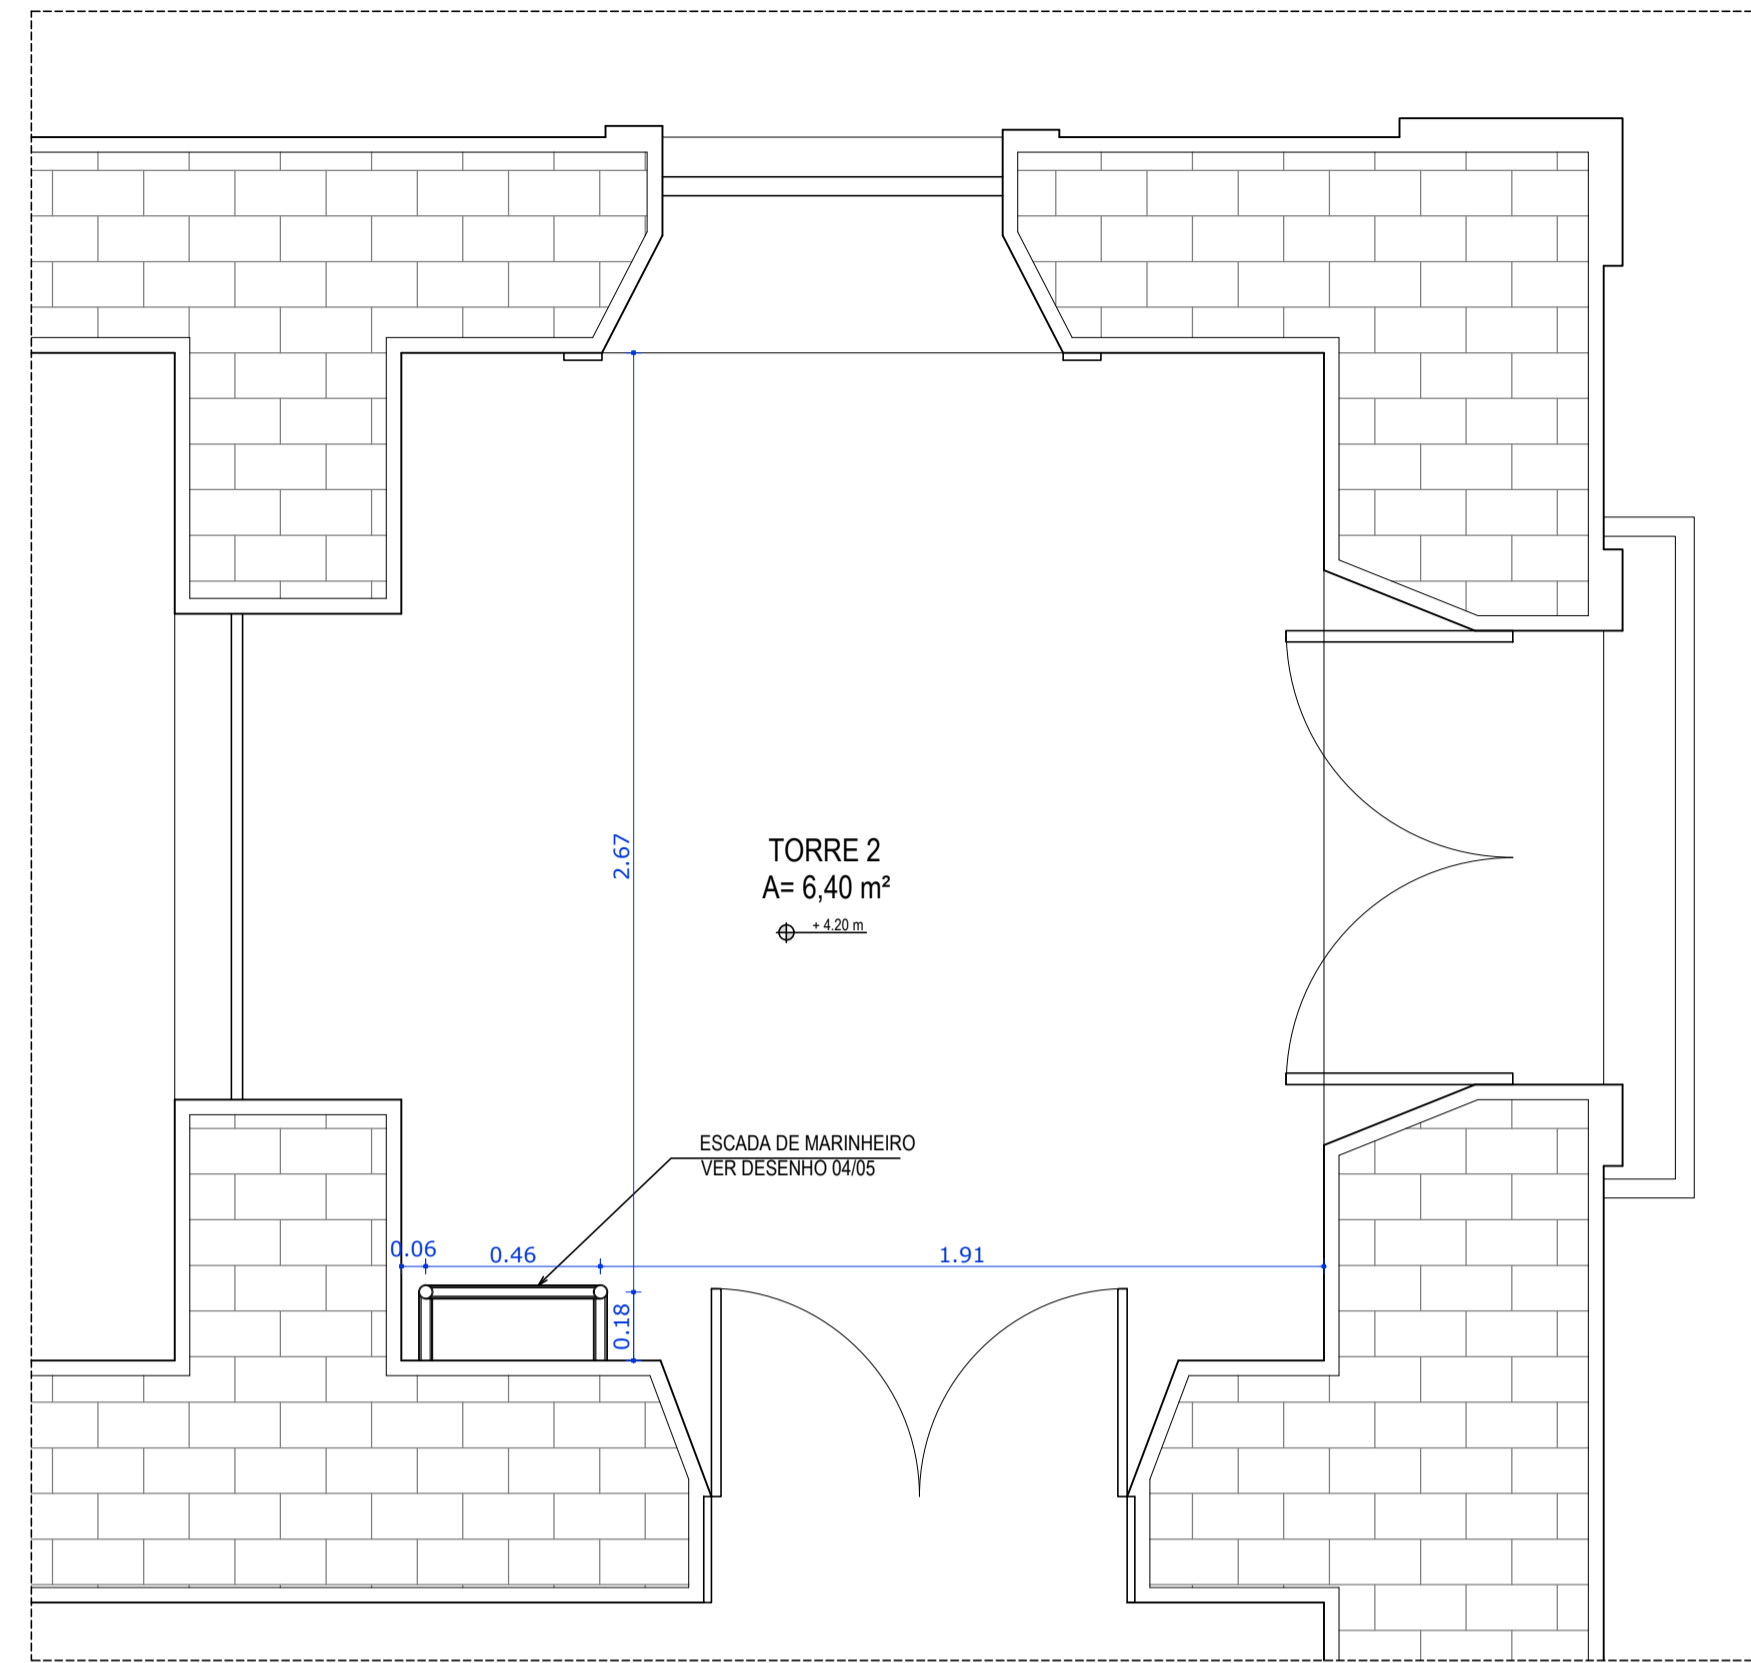 2.67
TORRE 2
A= 6,40 m²
+ 4.20 m
ESCADA DE MARINHEIRO
VER DESENHO 04/05
0.06
0.46
1.91
0.18